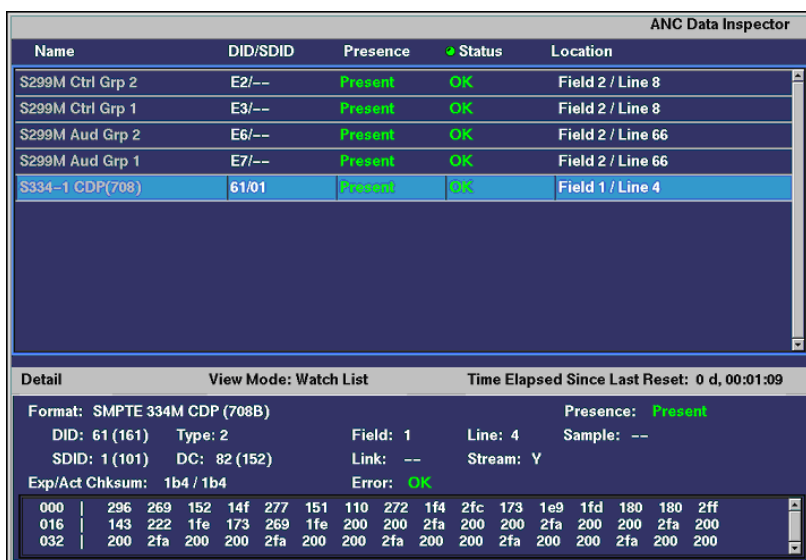 ANC Data Inspector
Name DID/SDID Presence Status Location
S299M Ctrl Grp 2 E2/-- Present OK Field 2 / Line 8
S299M Ctrl Grp 1 E3/-- Present OK Field 2 / Line 8
S299M Aud Grp 2 E6/-- Present OK Field 2 / Line 66
S299M Aud Grp 1 E7/-- Present OK Field 2 / Line 66
S334-1 CDP(708) 61/01 Present OK Field 1 / Line 4
Detail View Mode: Watch List Time Elapsed Since Last Reset: 0 d, 00:01:09
Format: SMPTE 334M CDP (708B) Presence: Present
DID: 61 (161) Type: 2 Field: 1 Line: 4 Sample: --
SDID: 1 (101) DC: 82 (152) Link: -- Stream: Y
Exp/Act Chksum: 1b4 / 1b4 Error: OK
000 | 296 269 152 14f 277 151 110 272 1f4 2fc 173 1e9 1fd 180 180 2ff
016 | 143 222 1fe 173 269 1fe 200 200 2fa 200 200 2fa 200 200 2fa 200
032 | 200 2fa 200 200 2fa 200 200 2fa 200 200 2fa 200 200 2fa 200 200